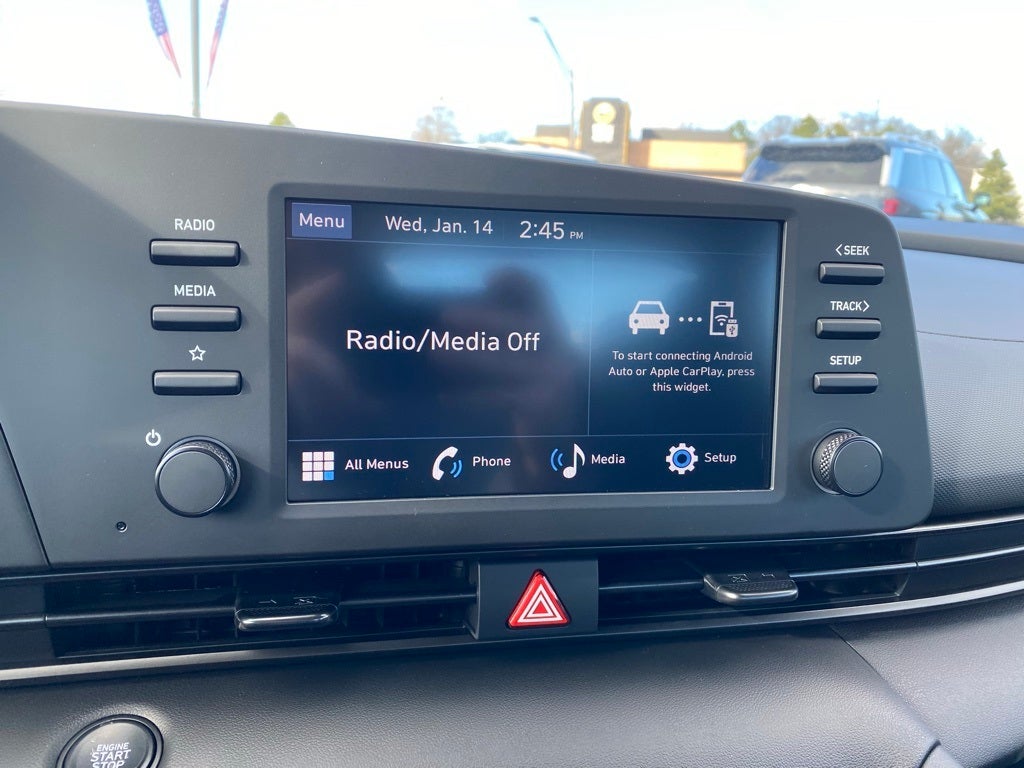 RADIO
MEDIA
Menu
Wed, Jan. 14 2:45 PM
Radio/Media Off
To start connecting Android
Auto or Apple CarPlay, press
this widget.
All Menus
Phone
Media
Setup
<SEEK
TRACK>
SETUP
ENGINE
START
STOP